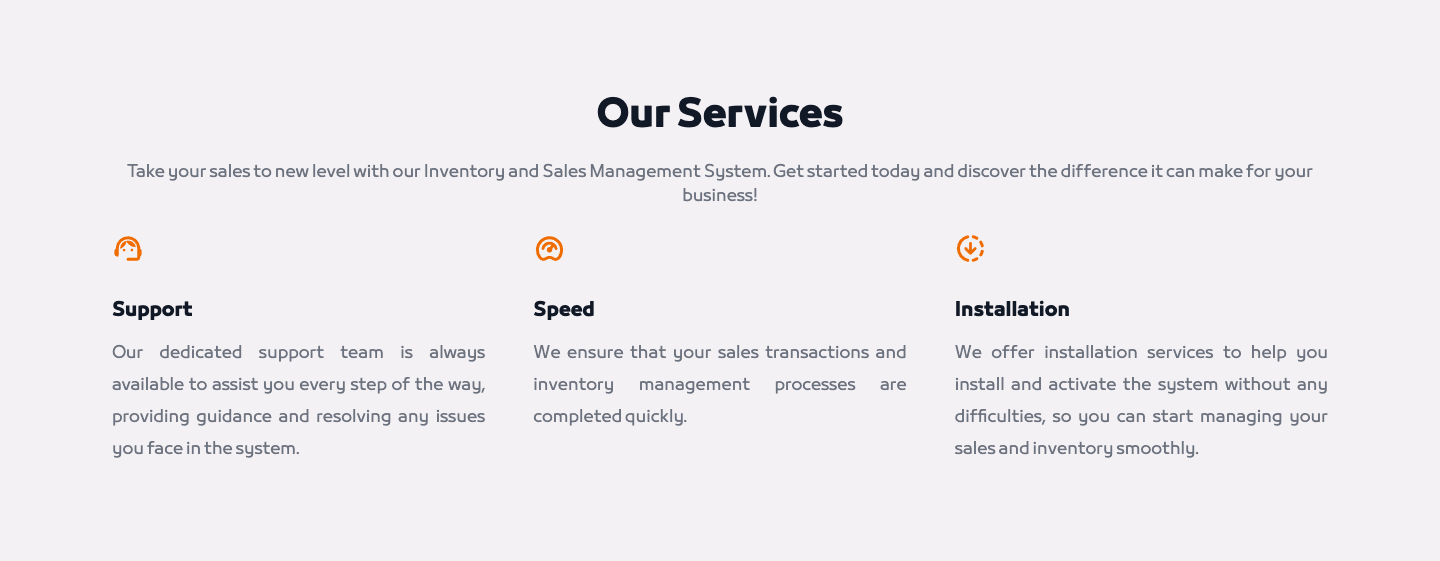 Our Services
Take your sales to new level with our Inventory and Sales Management System. Get started today and discover the difference it can make for your
business!
Support
Our dedicated support team is always
available to assist you every step of the way,
providing guidance and resolving any issues
you face in the system.
Speed
We ensure that your sales transactions and
inventory management processes are
completed quickly.
Installation
We offer installation services to help you
install and activate the system without any
difficulties, so you can start managing your
sales and inventory smoothly.